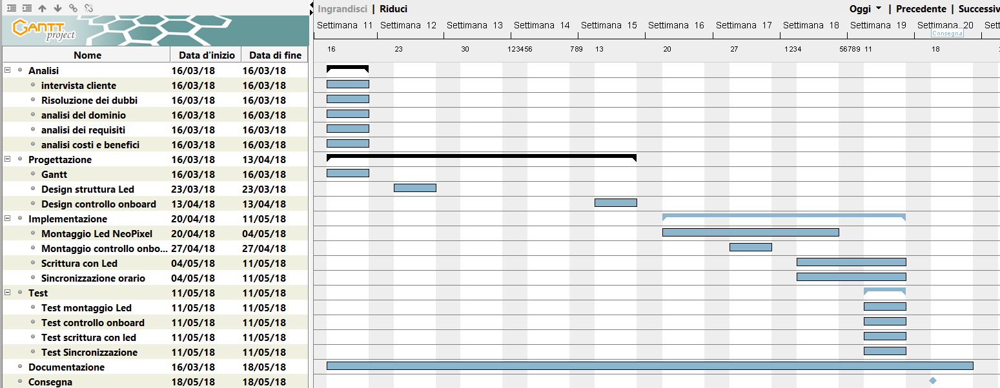 Ingrandisci | Riduci
Oggi | Precedente | Successiv
GANTT project
Settimana 11 Settimana 12 Settimana 13 Settimana 14 Settimana 15 Settimana 16 Settimana 17 Settimana 18 Settimana 19 Settimana 20 Sett
Consegna
16 23 30 123456 789 13 20 27 1234 56789 11 18
Nome Data d'inizio Data di fine
Analisi 16/03/18 16/03/18
intervista cliente 16/03/18 16/03/18
Risoluzione dei dubbi 16/03/18 16/03/18
analisi del dominio 16/03/18 16/03/18
analisi dei requisiti 16/03/18 16/03/18
analisi costi e benefici 16/03/18 16/03/18
Progettazione 16/03/18 13/04/18
Gantt 16/03/18 16/03/18
Design struttura Led 23/03/18 23/03/18
Design controllo onboard 13/04/18 13/04/18
Implementazione 20/04/18 11/05/18
Montaggio Led NeoPixel 20/04/18 04/05/18
Montaggio controllo onbo... 27/04/18 27/04/18
Scrittura con Led 04/05/18 11/05/18
Sincronizzazione orario 04/05/18 11/05/18
Test 11/05/18 11/05/18
Test montaggio Led 11/05/18 11/05/18
Test controllo onboard 11/05/18 11/05/18
Test scrittura con led 11/05/18 11/05/18
Test Sincronizzazione 11/05/18 11/05/18
Documentazione 16/03/18 18/05/18
Consegna 18/05/18 18/05/18